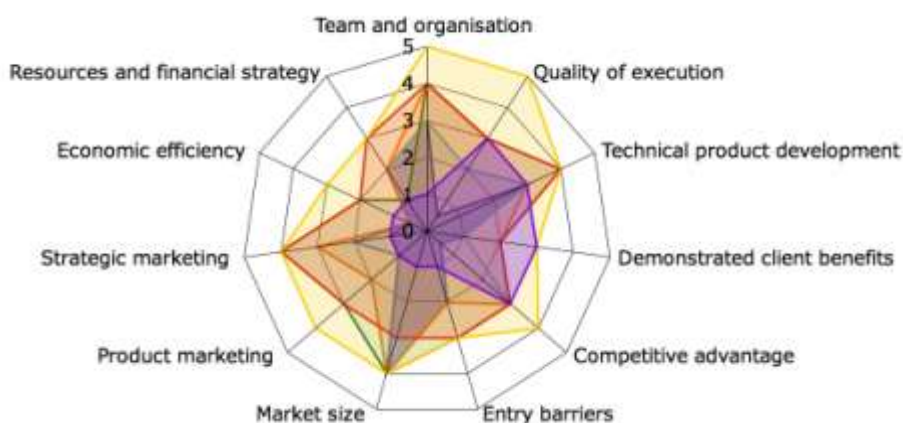 Team and organisation
5
Resources and financial strategy
Quality of execution
4
3
Economic efficiency
Technical product development
2
1
0
Strategic marketing
Demonstrated client benefits
Product marketing
Competitive advantage
Market size
Entry barriers